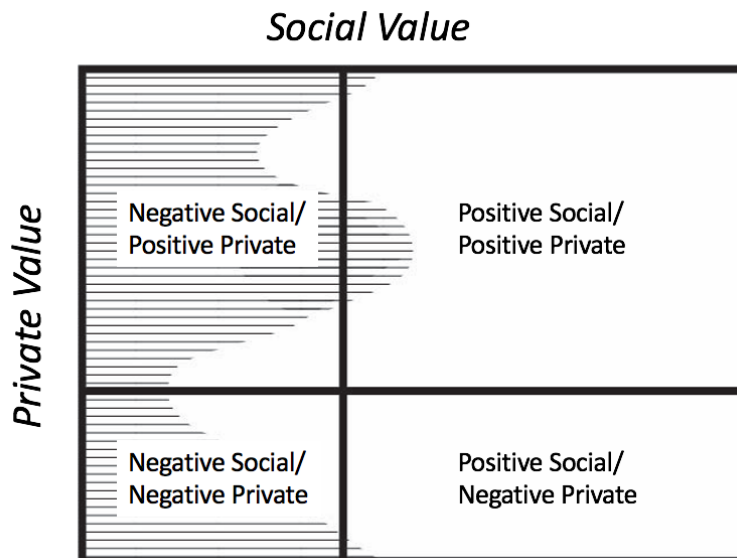 Social Value
Private Value
Negative Social/
Positive Private
Positive Social/
Positive Private
Negative Social/
Negative Private
Positive Social/
Negative Private